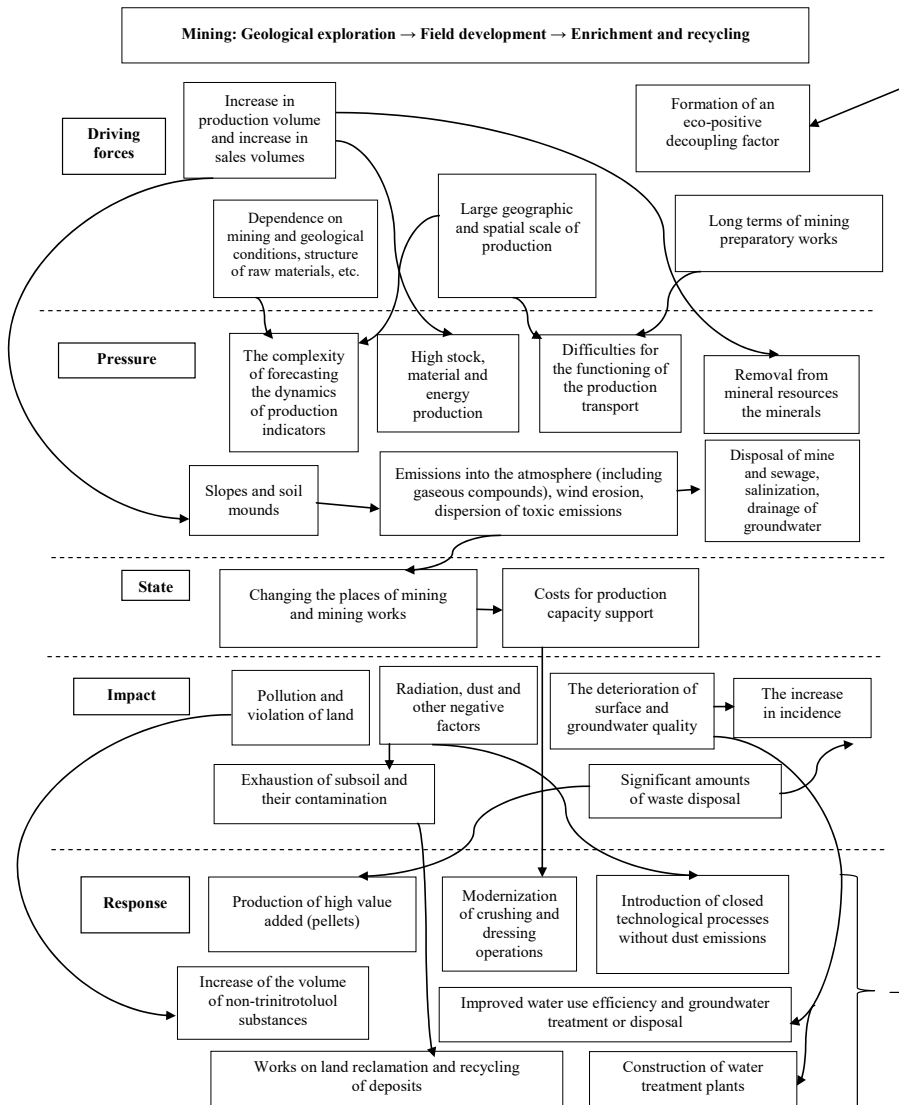 Mining: Geological exploration → Field development → Enrichment and recycling
Driving
forces
Increase in
production volume
and increase in
sales volumes
Formation of an
eco-positive
decoupling factor
Dependence on
mining and geological
conditions, structure
of raw materials, etc.
Large geographic
and spatial scale of
production
Long terms of mining
preparatory works
Pressure
The complexity
of forecasting
the dynamics
of production
indicators
High stock,
material and
energy
production
Difficulties for
the functioning of
the production
transport
Removal from
mineral resources
the minerals
Slopes and soil
mounds
Emissions into the atmosphere (including
gaseous compounds), wind erosion,
dispersion of toxic emissions
Disposal of mine
and sewage,
salinization,
drainage of
groundwater
State
Changing the places of mining
and mining works
Costs for production
capacity support
Impact
Pollution and
violation of land
Radiation, dust and
other negative
factors
The deterioration of
surface and
groundwater quality
The increase
in incidence
Exhaustion of subsoil and
their contamination
Significant amounts
of waste disposal
Response
Production of high value
added (pellets)
Modernization
of crushing and
dressing
operations
Introduction of closed
technological processes
without dust emissions
Increase of the volume
of non-trinitrotoluol
substances
Improved water use efficiency and groundwater
treatment or disposal
Works on land reclamation and recycling
of deposits
Construction of water
treatment plants